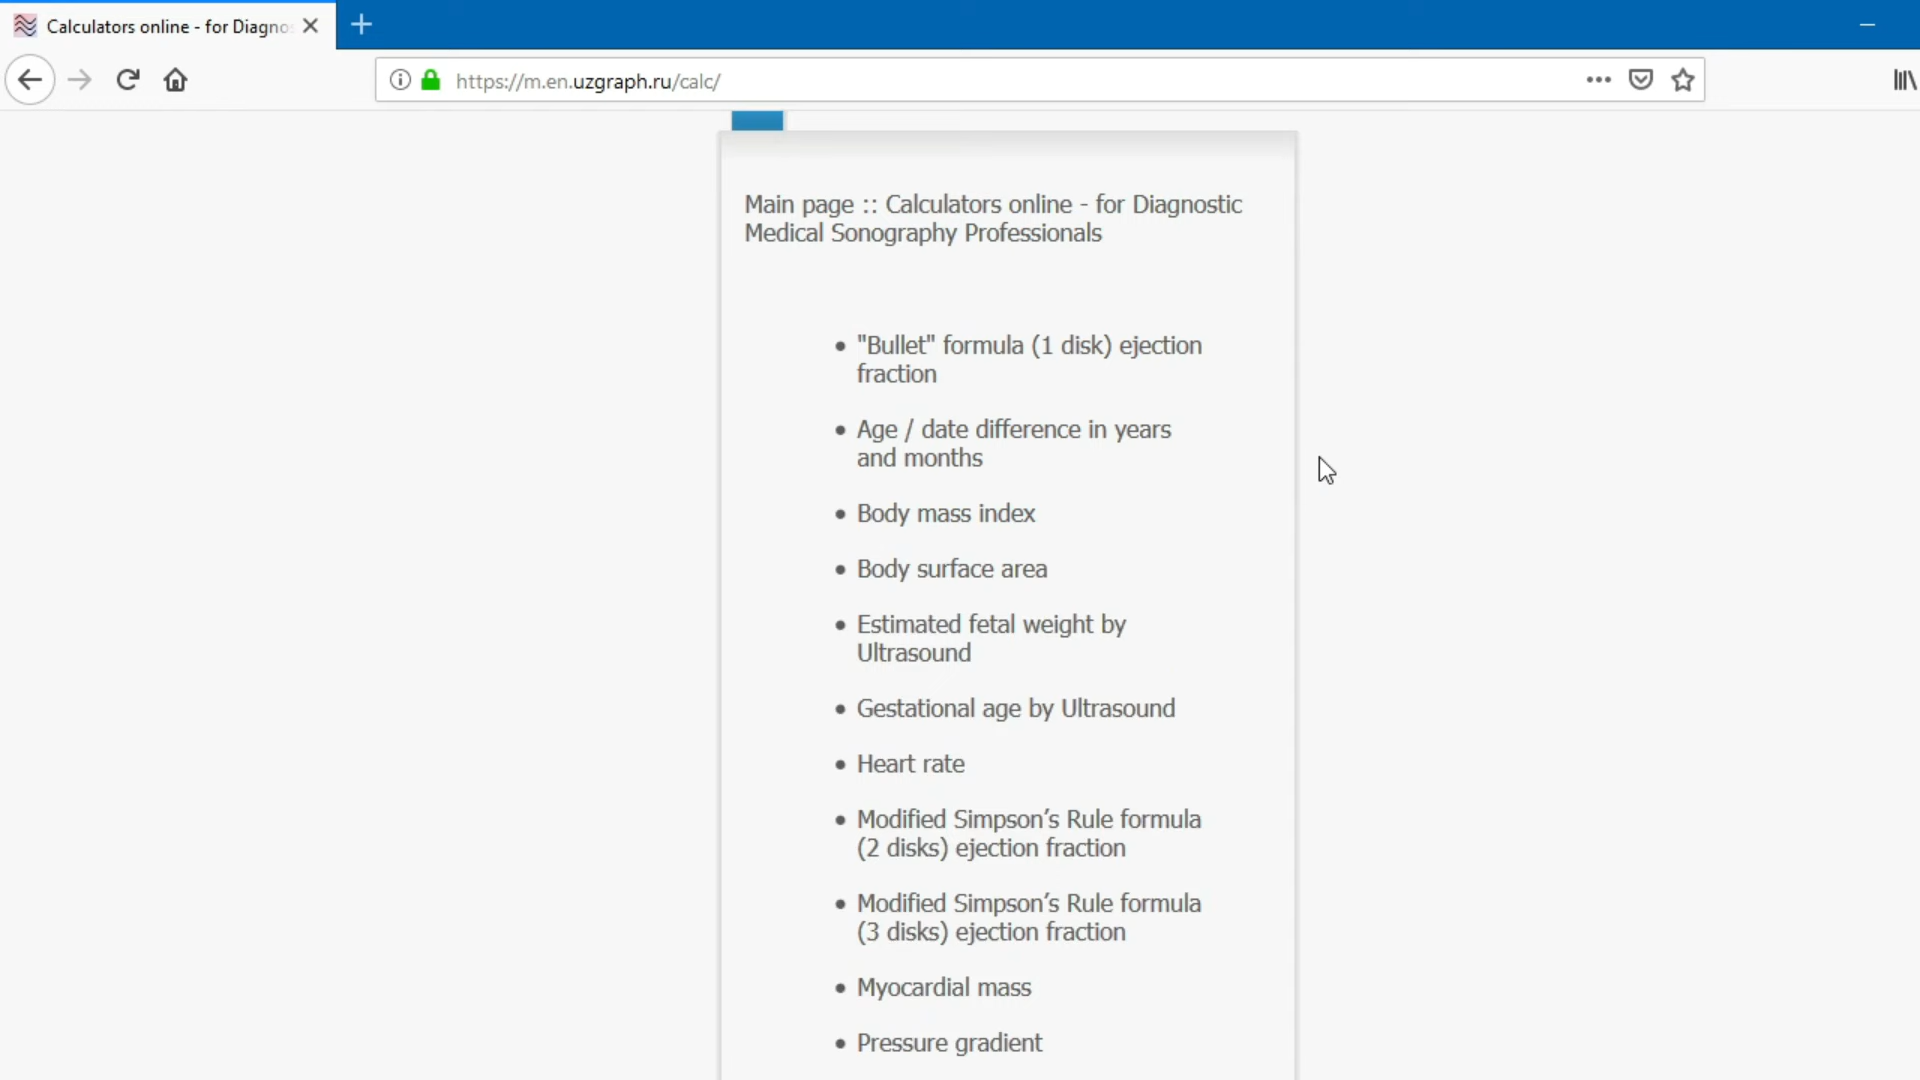 Calculators online - for Diagno
https://m.en.uzgraph.ru/calc/
Main page :: Calculators online - for Diagnostic
Medical Sonography Professionals
"Bullet" formula (1 disk) ejection
fraction
Age / date difference in years
and months
Body mass index
Body surface area
Estimated fetal weight by
Ultrasound
Gestational age by Ultrasound
Heart rate
Modified Simpson’s Rule formula
(2 disks) ejection fraction
Modified Simpson’s Rule formula
(3 disks) ejection fraction
Myocardial mass
Pressure gradient